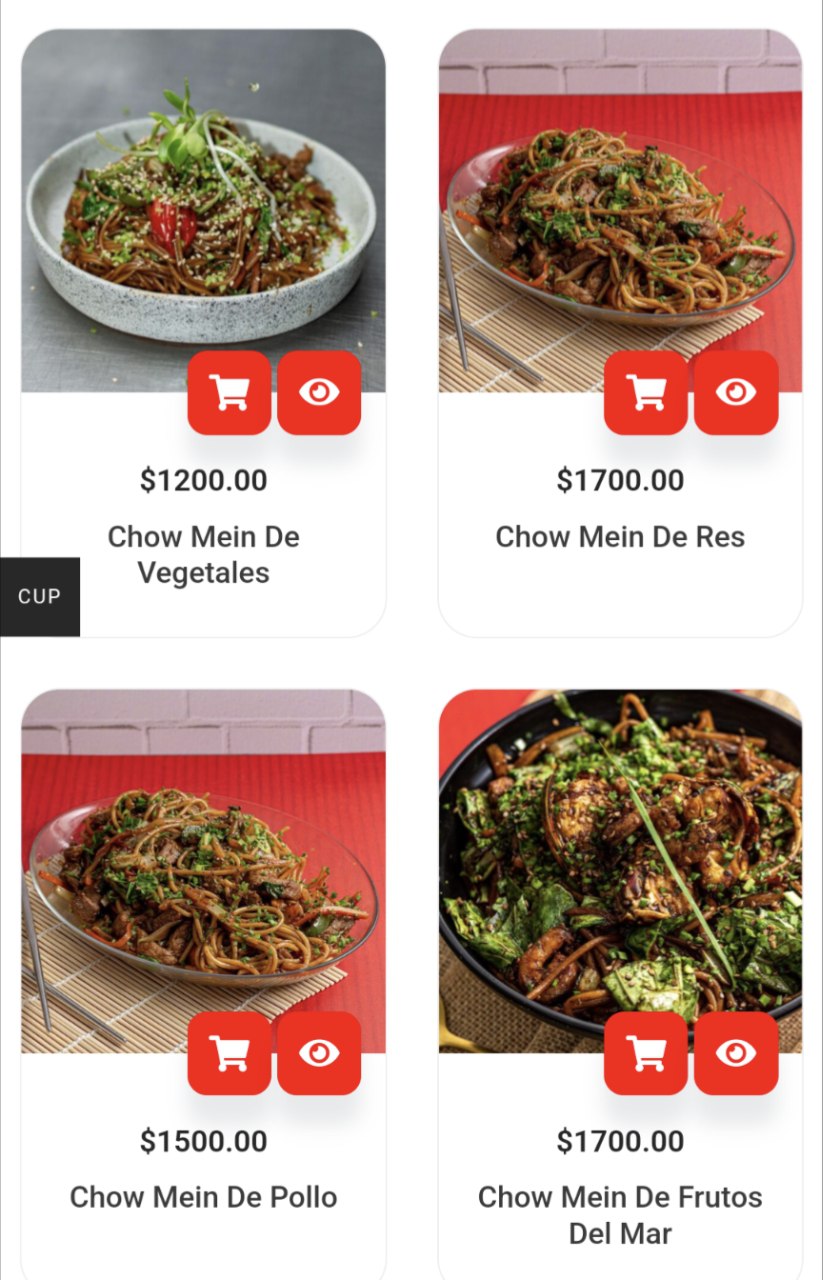 $1200.00
Chow Mein De
Vegetales
$1700.00
Chow Mein De Res
CUP
$1500.00
Chow Mein De Pollo
$1700.00
Chow Mein De Frutos
Del Mar